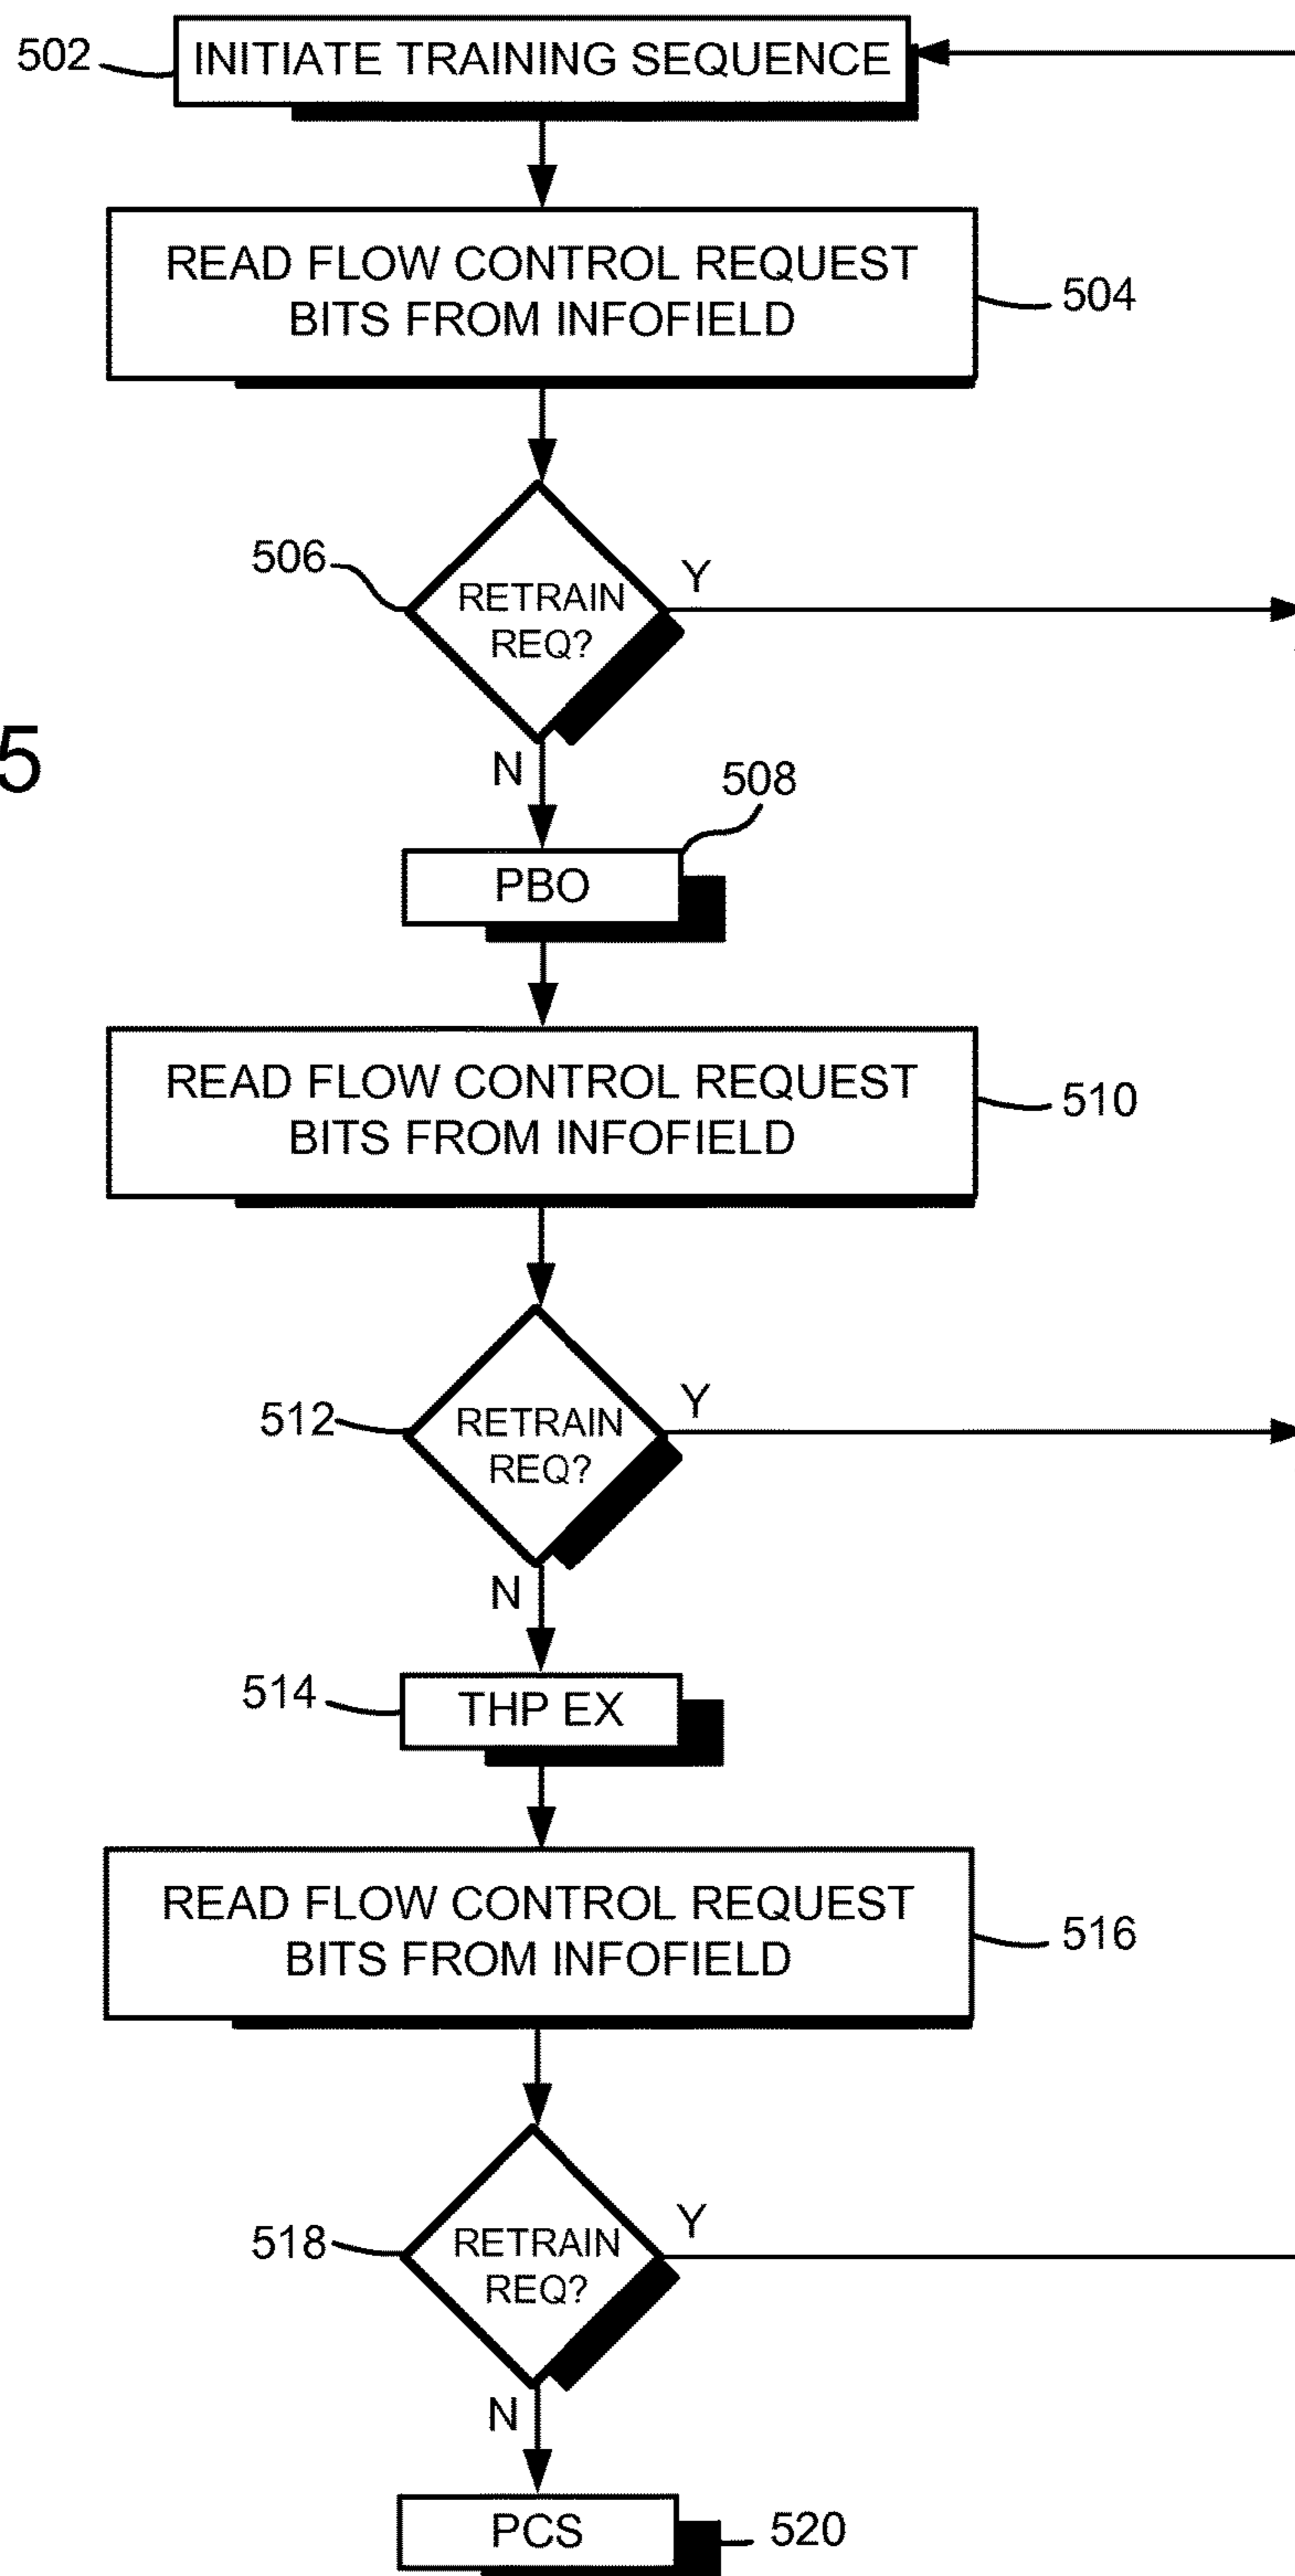 502
INITIATE TRAINING SEQUENCE
READ FLOW CONTROL REQUEST
BITS FROM INFOFIELD
504
506
RETRAIN
REQ?
Y
N
5
508
PBO
READ FLOW CONTROL REQUEST
BITS FROM INFOFIELD
510
512
RETRAIN
REQ?
Y
N
514
THP EX
READ FLOW CONTROL REQUEST
BITS FROM INFOFIELD
516
518
RETRAIN
REQ?
Y
N
PCS
520